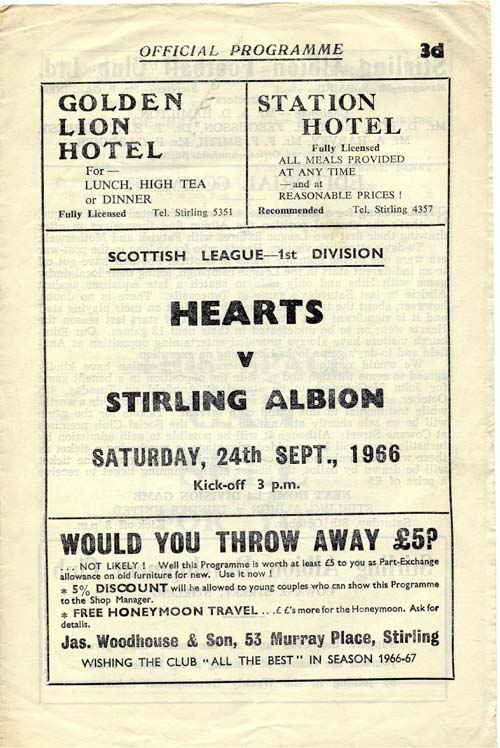 OFFICIAL PROGRAMME 3d
GOLDEN
LION
HOTEL
For—
LUNCH, HIGH TEA
or DINNER
Fully Licensed Tel. Stirling 5351
STATION
HOTEL
Fully Licensed
ALL MEALS PROVIDED
AT ANY TIME
—and at
REASONABLE PRICES !
Recommended Tel. Stirling 4357
SCOTTISH LEAGUE—1st DIVISION
HEARTS
v
STIRLING ALBION
SATURDAY, 24th SEPT., 1966
Kick-off 3 p.m.
WOULD YOU THROW AWAY £5?
... NOT LIKELY ! Well this Programme is worth at least £5 to you as Part-Exchange
allowance on old furniture for new. Use it now !
* 5% DISCOUNT will be allowed to young couples who can show this Programme
to the Shop Manager.
* FREE HONEYMOON TRAVEL ... £ £'s more for the Honeymoon. Ask for
details.
Jas. Woodhouse & Son, 53 Murray Place, Stirling
WISHING THE CLUB "ALL THE BEST" IN SEASON 1966-67